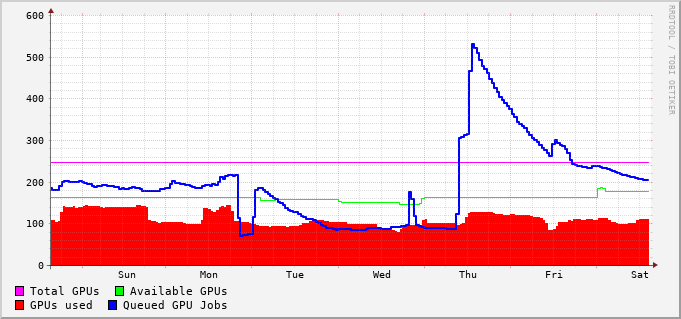 600
500
400
300
200
100
0
Sun Mon Tue Wed Thu Fri Sat
Total GPUs Available GPUs
GPUs used Queued GPU Jobs
RRDTOOL / TOBI OETIKER